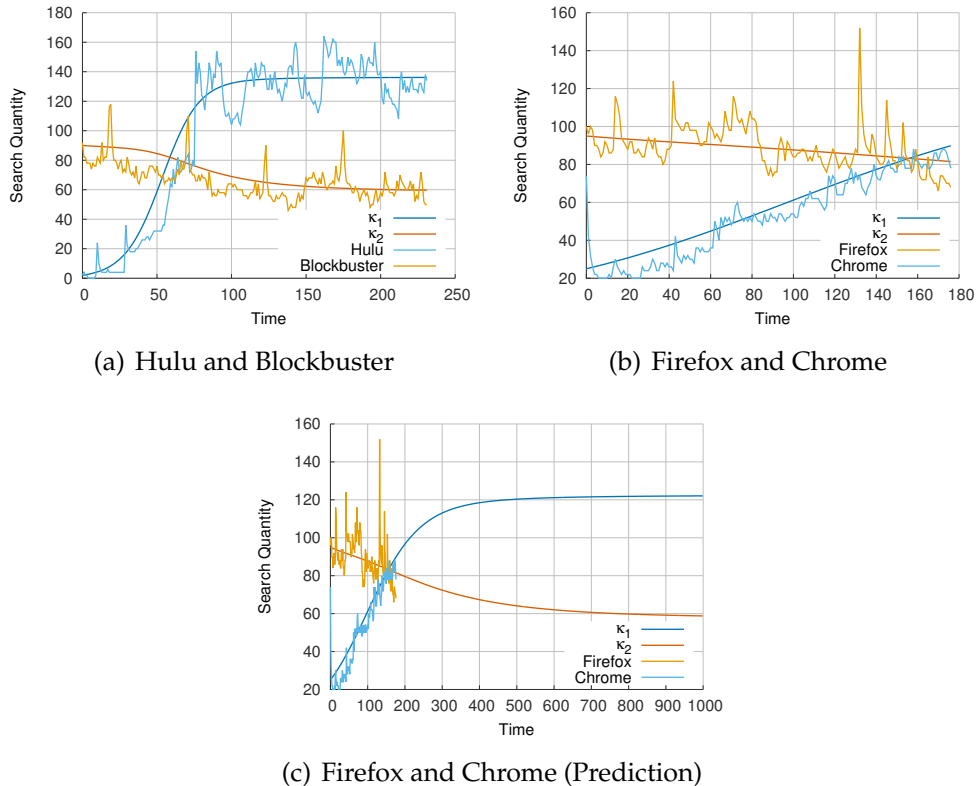 160
140
120
100
80
60
40
20
0
0 50 100 150 200 250
Search Quantity
Time
κ1
κ2
Hulu
Blockbuster
(a) Hulu and Blockbuster
160
140
120
100
80
60
40
20
0 20 40 60 80 100 120 140 160 180
Search Quantity
Time
κ1
κ2
Firefox
Chrome
(b) Firefox and Chrome
160
140
120
100
80
60
40
20
0 100 200 300 400 500 600 700 800 900 1000
Search Quantity
Time
κ1
κ2
Firefox
Chrome
(c) Firefox and Chrome (Prediction)